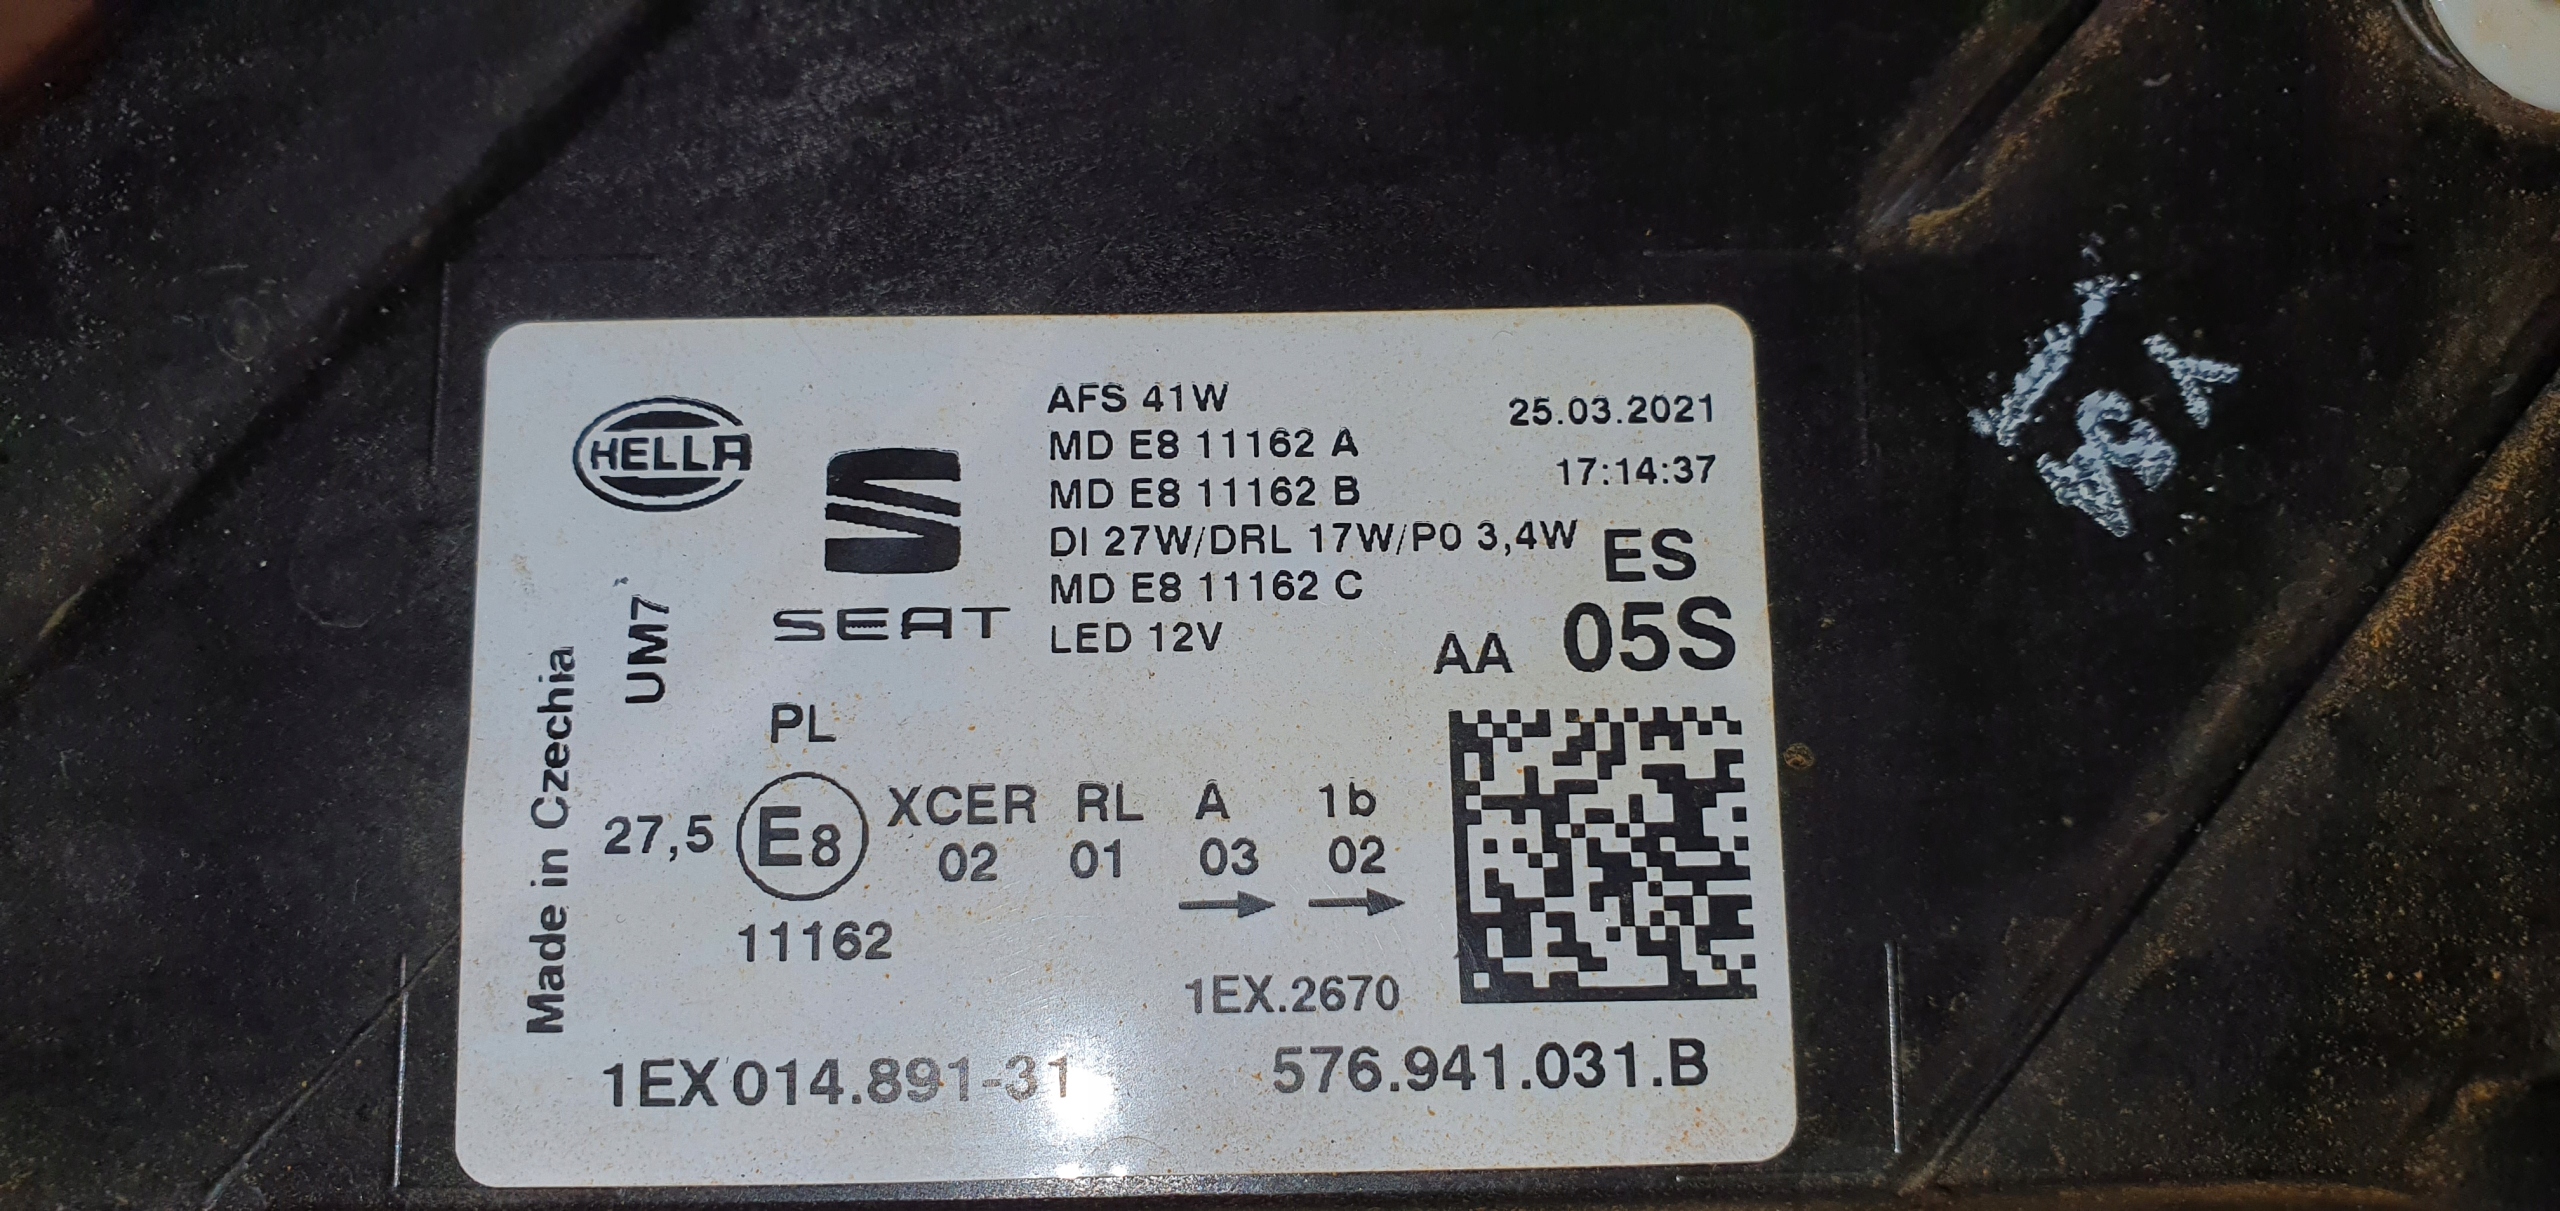 HELLA
SEAT
AFS 41W
MD E8 11162 A
MD E8 11162 B
DI 27W/DRL 17W/PO 3,4W
MD E8 11162 C
LED 12V
25.03.2021
17:14:37
ES
AA 05S
UM7
Made in Czechia
PL
27,5 E8 XCER RL A 1b
02 01 03 02
11162
1EX.2670
1EX 014.891-31
576.941.031.B